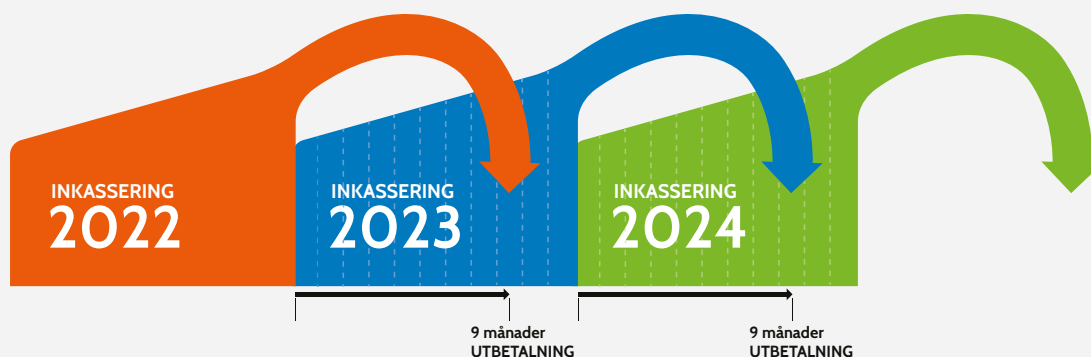 INKASSERING
2022
INKASSERING
2023
INKASSERING
2024
9 månader
UTBETALNING
9 månader
UTBETALNING